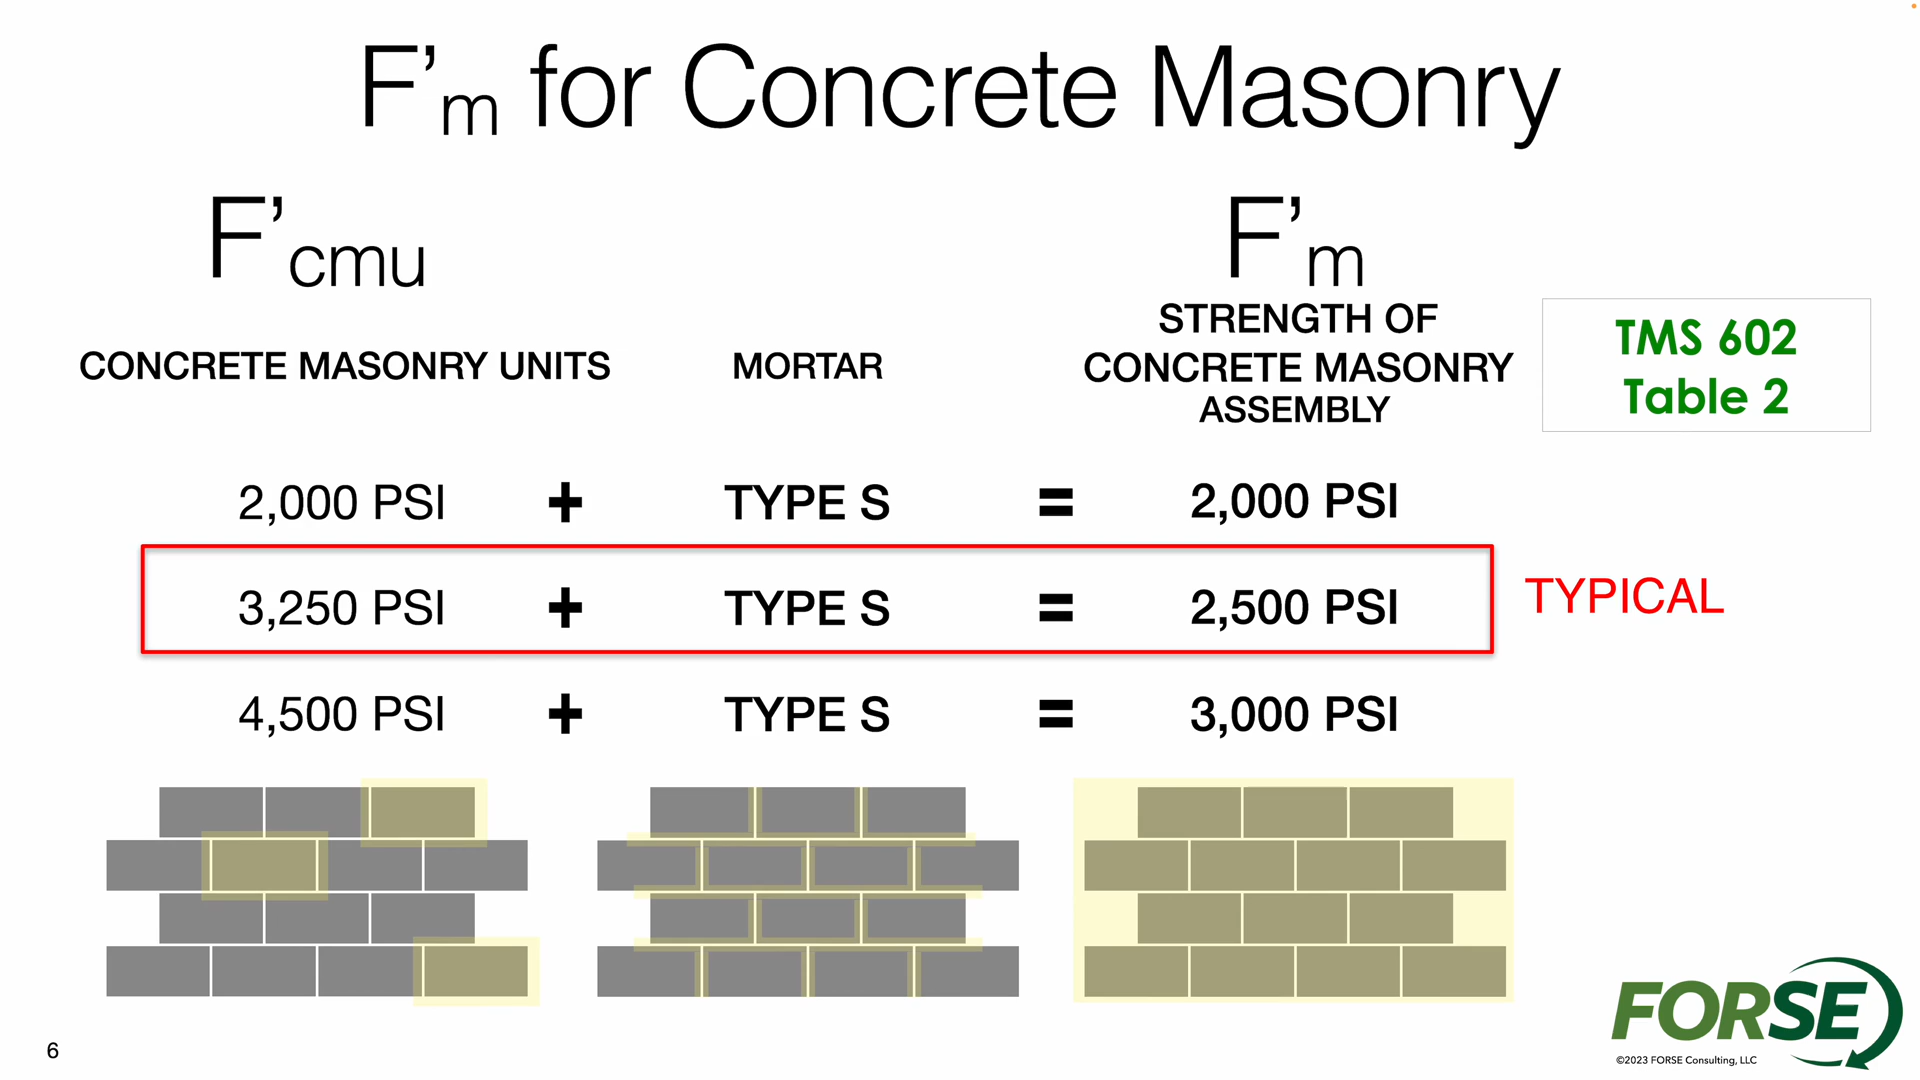 F’m for Concrete Masonry
F’cmu
F’m
CONCRETE MASONRY UNITS
MORTAR
STRENGTH OF
CONCRETE MASONRY
ASSEMBLY
TMS 602
Table 2
2,000 PSI + TYPE S = 2,000 PSI
3,250 PSI + TYPE S = 2,500 PSI
TYPICAL
4,500 PSI + TYPE S = 3,000 PSI
FORSE
©2023 FORSE Consulting, LLC
6